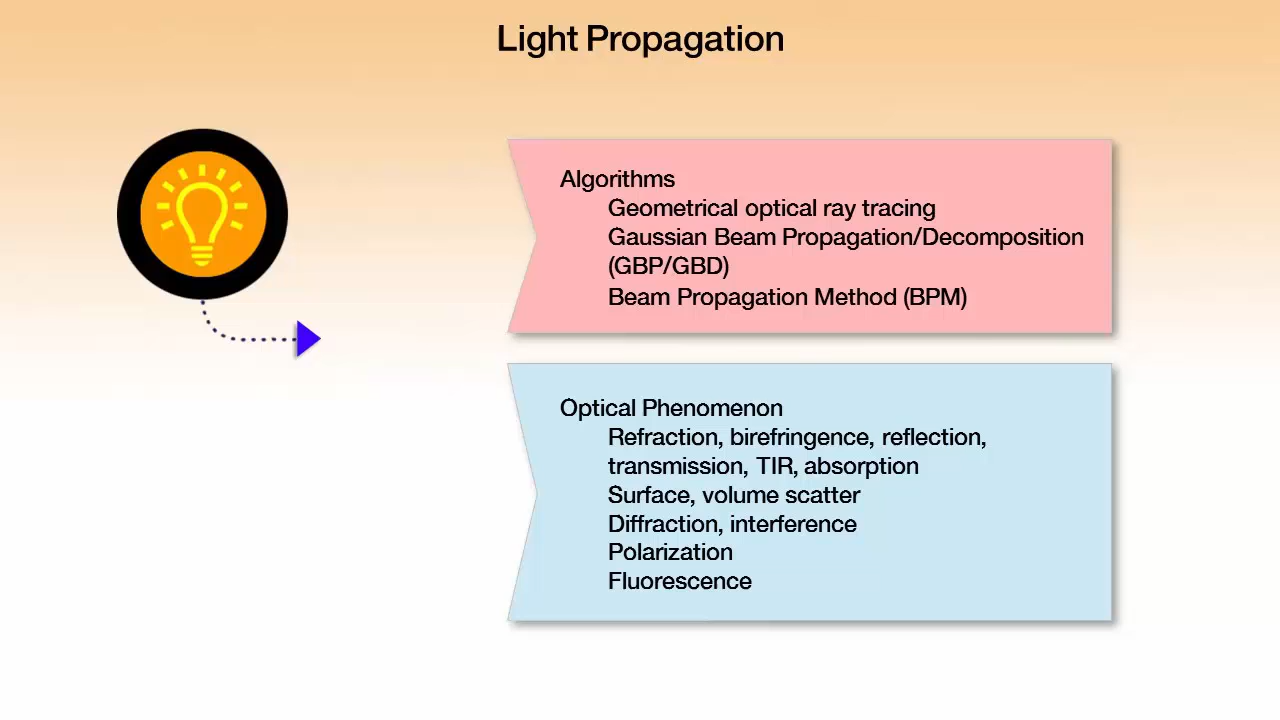 Light Propagation
Algorithms
Geometrical optical ray tracing
Gaussian Beam Propagation/Decomposition
(GBP/GBD)
Beam Propagation Method (BPM)
Optical Phenomenon
Refraction, birefringence, reflection,
transmission, TIR, absorption
Surface, volume scatter
Diffraction, interference
Polarization
Fluorescence